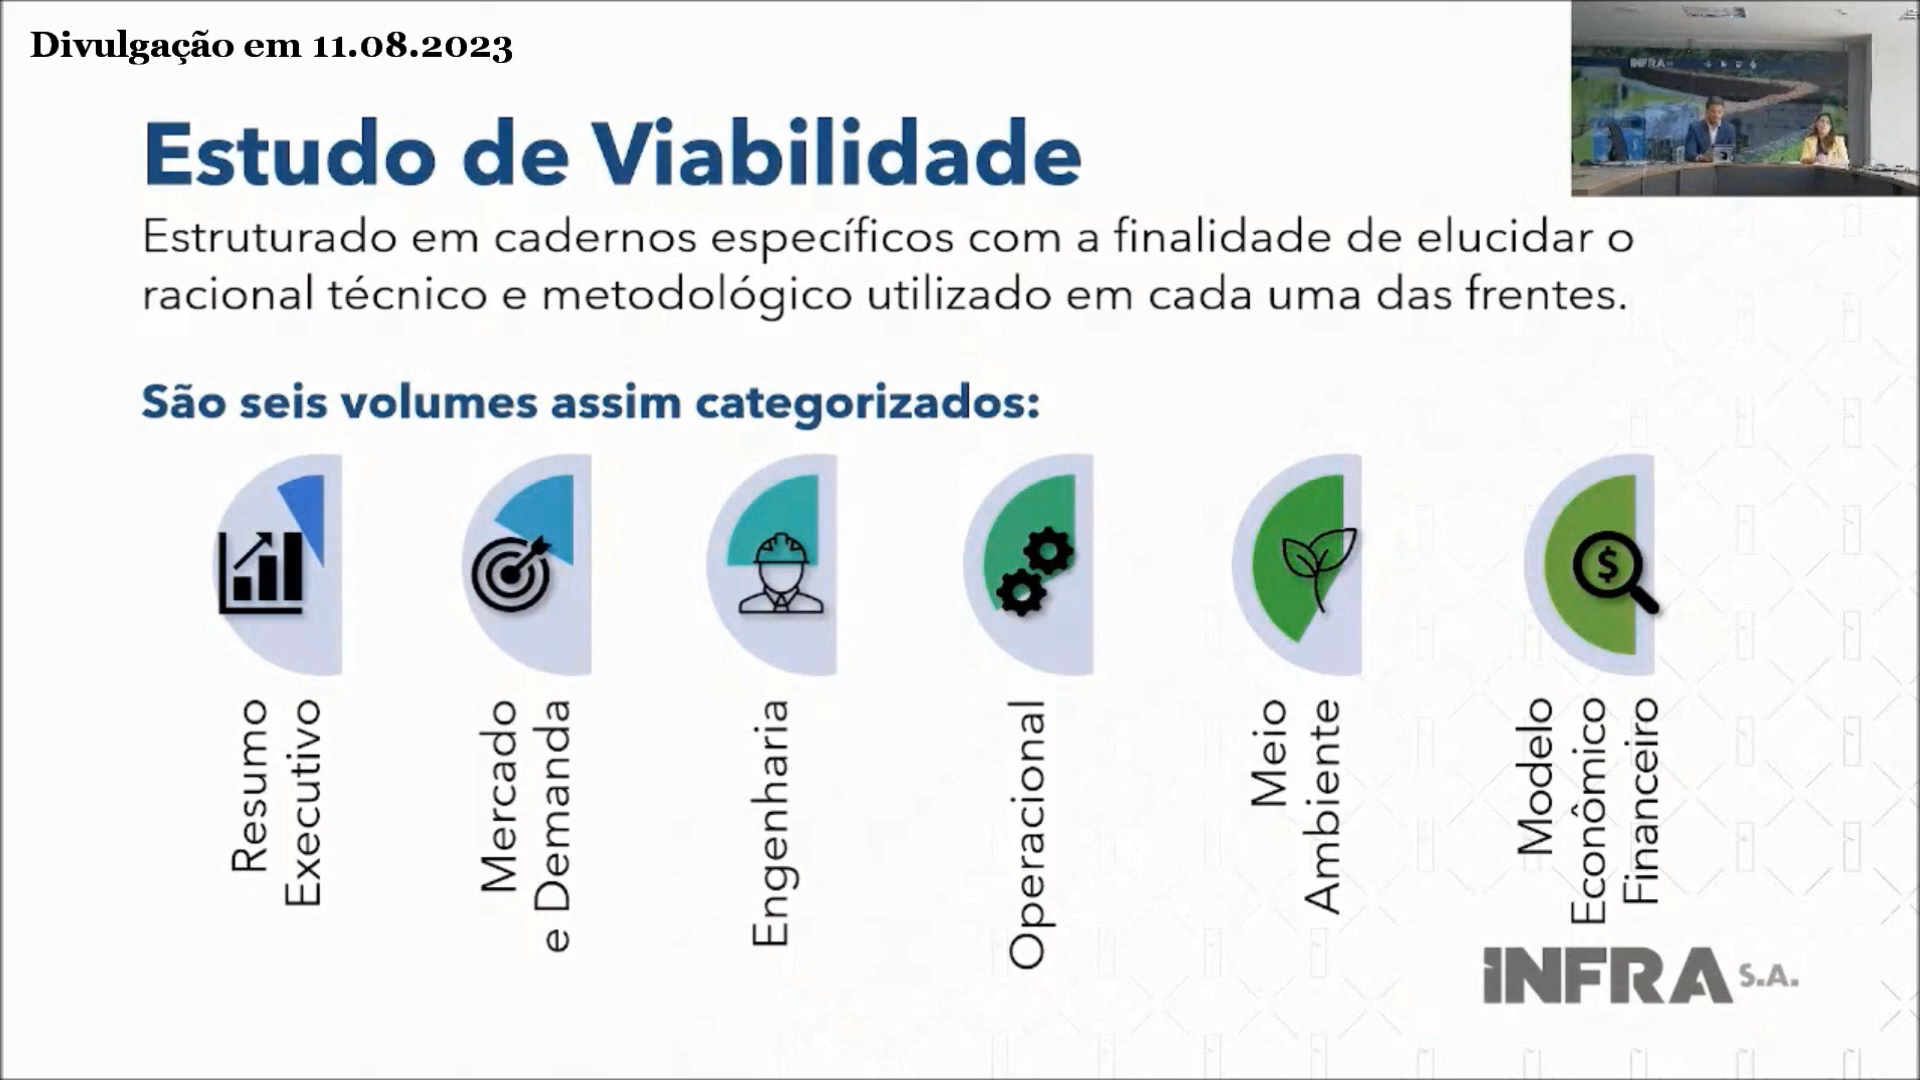 Divulgação em 11.08.2023
INFRA
Estudo de Viabilidade
Estruturado em cadernos específicos com a finalidade de elucidar o
racional técnico e metodológico utilizado em cada uma das frentes.
São seis volumes assim categorizados:
$
Resumo
Executivo
Mercado
e Demanda
Engenharia
Operacional
Meio
Ambiente
Modelo
Econômico
Financeiro
INFRA S.A.